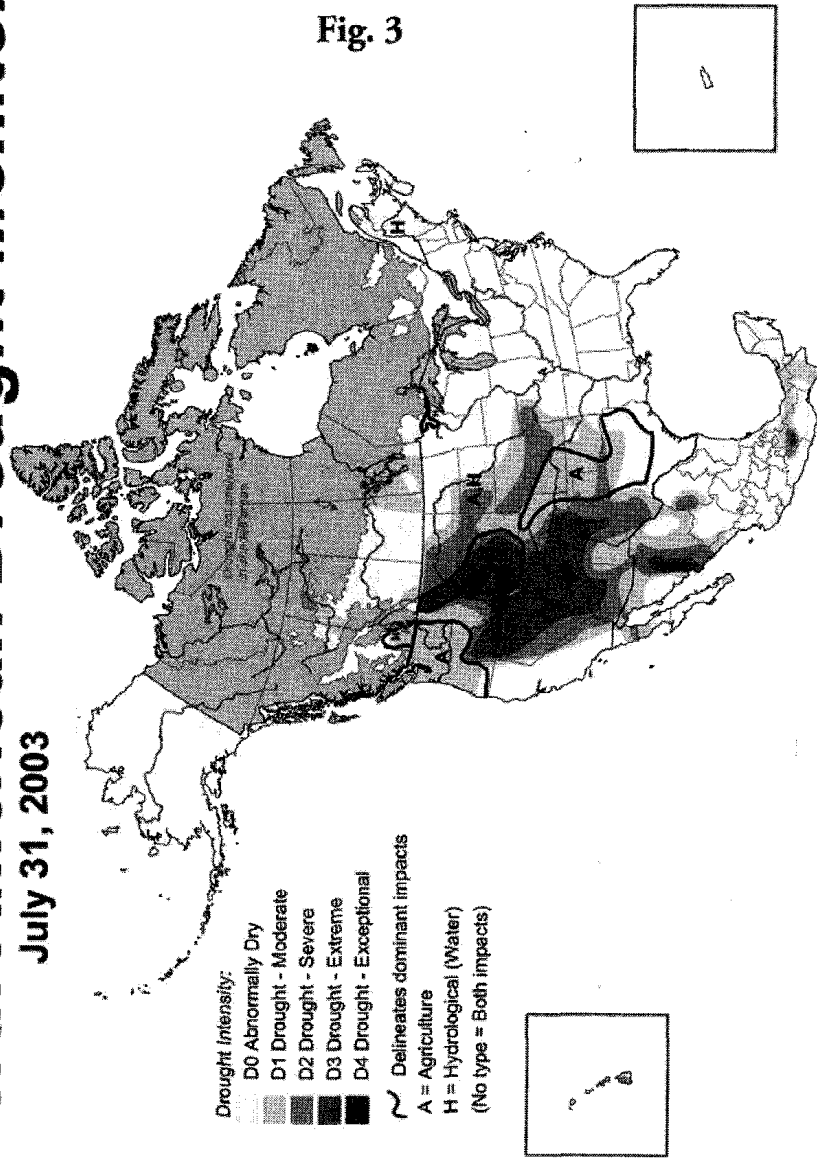 July 31, 2003
Fig. 3
Drought Intensity:
D0 Abnormally Dry
D1 Drought - Moderate
D2 Drought - Severe
D3 Drought - Extreme
D4 Drought - Exceptional
Delineates dominant impacts
A = Agriculture
H = Hydrological (Water)
(No type = Both impacts)
H
A
AH
A